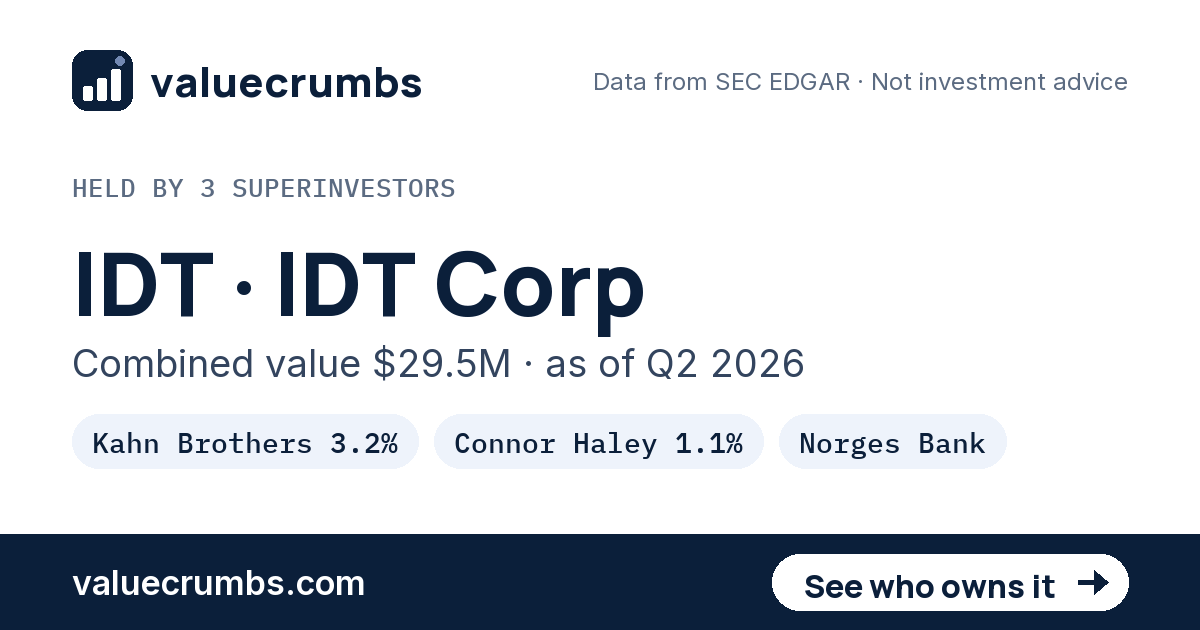 valuecrumbs
Data from SEC EDGAR · Not investment advice
HELD BY 3 SUPERINVESTORS
IDT · IDT Corp
Combined value $29.5M · as of Q2 2026
Kahn Brothers 3.2%
Connor Haley 1.1%
Norges Bank
valuecrumbs.com
See who owns it →